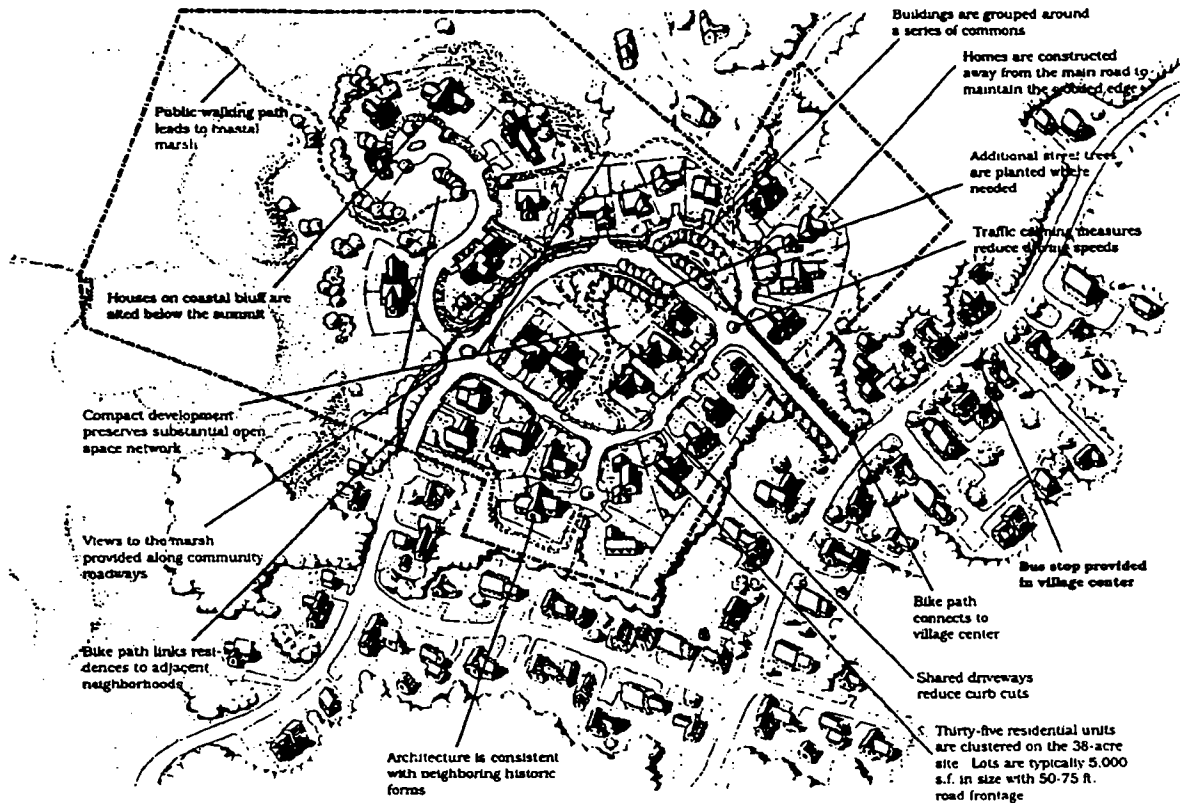 Buildings are grouped around
a series of commons
Homes are constructed
away from the main road to
maintain the wooded edge
Public walking path
leads to coastal
marsh
Additional street trees
are planted where
needed
Traffic calming measures
reduce driving speeds
Houses on coastal bluff are
sited below the summit
Compact development
preserves substantial open
space network
Views to the marsh
provided along community
roadways
Bus stop provided
in village center
Bike path
connects to
village center
Bike path links resi-
dences to adjacent
neighborhoods
Shared driveways
reduce curb cuts
Architecture is consistent
with neighboring historic
forms
Thirty-five residential units
are clustered on the 38-acre
site. Lots are typically 5,000
s.f. in size with 50-75 ft.
road frontage